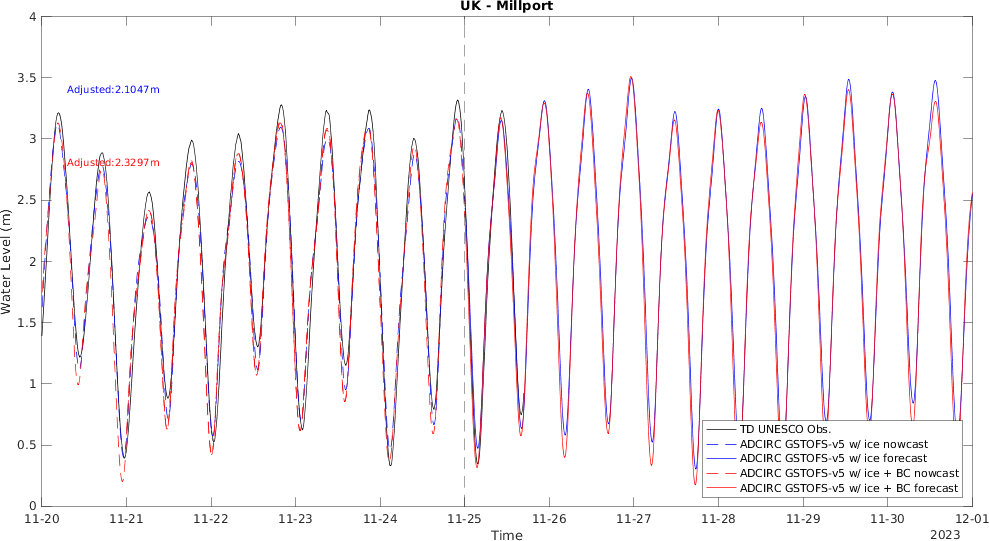 UK - Millport
4
3.5
3
2.5
2
1.5
1
0.5
0
Water Level (m)
Adjusted:2.1047m
Adjusted:2.3297m
TD UNESCO Obs.
ADCIRC GSTOFS-v5 w/ ice nowcast
ADCIRC GSTOFS-v5 w/ ice forecast
ADCIRC GSTOFS-v5 w/ ice + BC nowcast
ADCIRC GSTOFS-v5 w/ ice + BC forecast
11-20 11-21 11-22 11-23 11-24 11-25 11-26 11-27 11-28 11-29 11-30 12-01
Time
2023